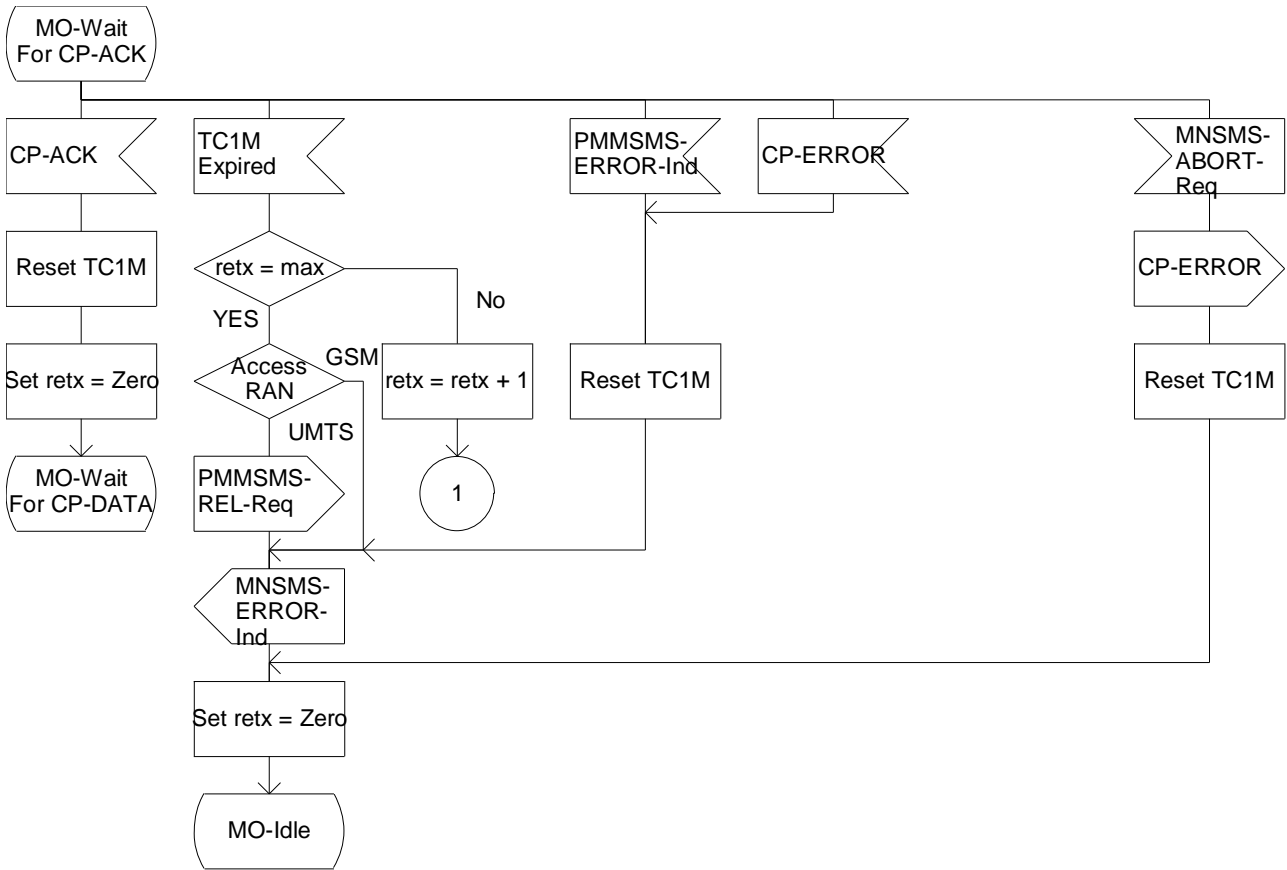 MO-Wait
For CP-ACK
CP-ACK
TC1M
Expired
PMMSMS-
ERROR-Ind
CP-ERROR
MNSMS-
ABORT-
Req
Reset TC1M
retx = max
CP-ERROR
No
YES
Set retx = Zero
Access
RAN
GSM
retx = retx + 1
Reset TC1M
Reset TC1M
UMTS
MO-Wait
For CP-DATA
PMMSMS-
REL-Req
1
MNSMS-
ERROR-
Ind
Set retx = Zero
MO-Idle